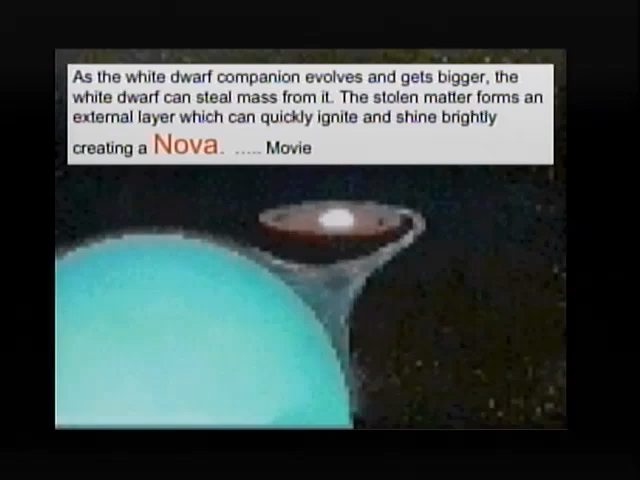 As the white dwarf companion evolves and gets bigger, the
white dwarf can steal mass from it. The stolen matter forms an
external layer which can quickly ignite and shine brightly
creating a Nova. ..... Movie